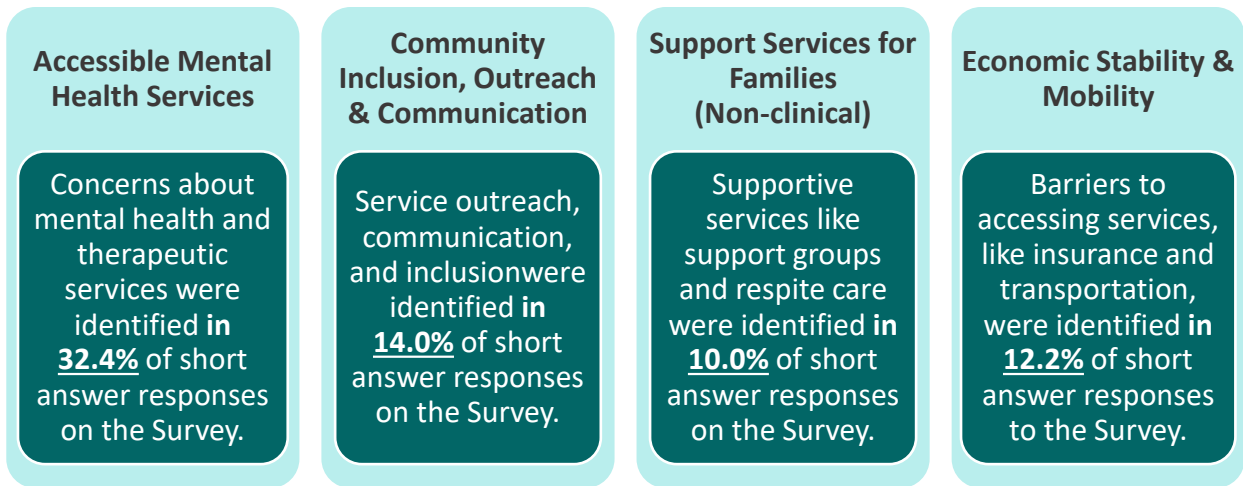 Accessible Mental
Health Services
Concerns about
mental health and
therapeutic
services were
identified in
32.4% of short
answer responses
on the Survey.
Community
Inclusion, Outreach
& Communication
Service outreach,
communication,
and inclusionwere
identified in
14.0% of short
answer responses
on the Survey.
Support Services for
Families
(Non-clinical)
Supportive
services like
support groups
and respite care
were identified in
10.0% of short
answer responses
on the Survey.
Economic Stability &
Mobility
Barriers to
accessing services,
like insurance and
transportation,
were identified in
12.2% of short
answer responses
to the Survey.